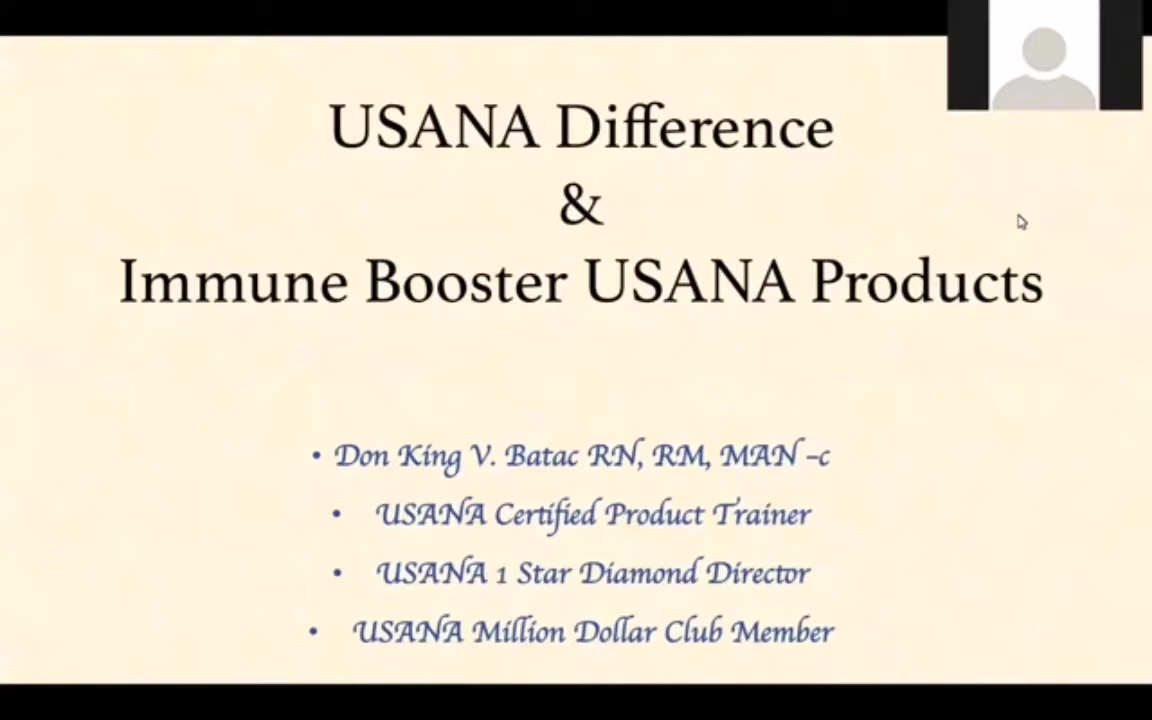 USANA Difference
&
Immune Booster USANA Products
• Don King V. Batac RN, RM, MAN –c
• USANA Certified Product Trainer
• USANA 1 Star Diamond Director
• USANA Million Dollar Club Member